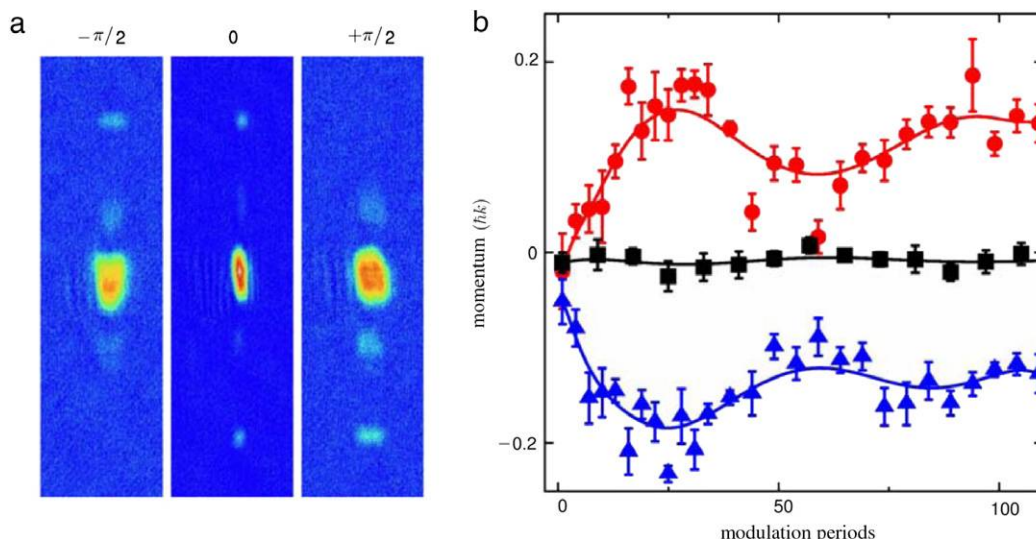 a
−π/2 0 +π/2
b
0.2
0
−0.2
momentum (ħk)
0 50 100
modulation periods